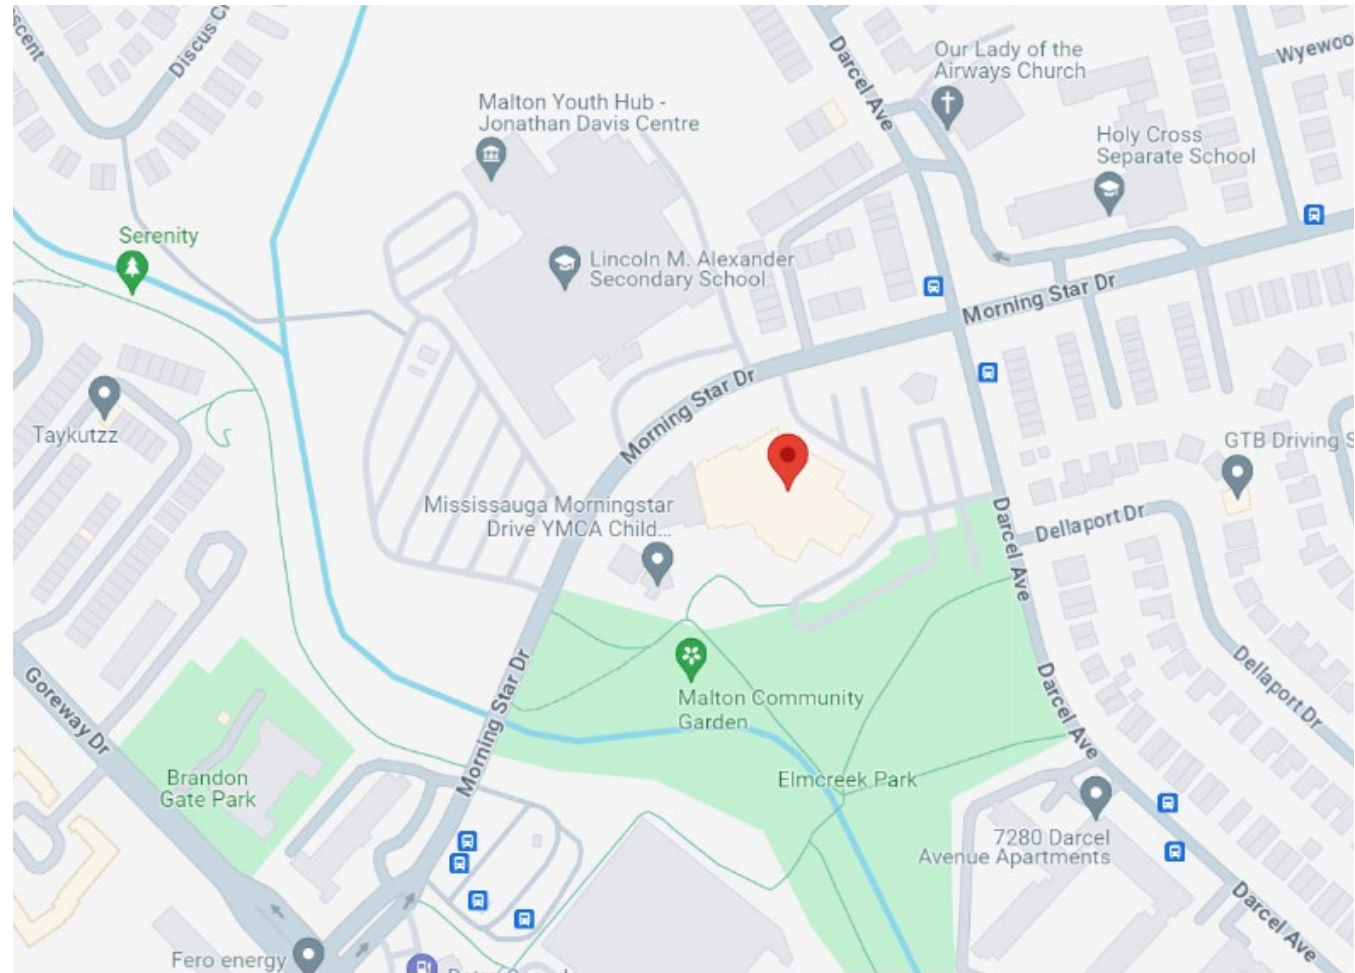 scent
Discus C
Our Lady of the
Airways Church
Wyewoo
Darcel Ave
Malton Youth Hub -
Jonathan Davis Centre
Holy Cross
Separate School
Serenity
Lincoln M. Alexander
Secondary School
Morning Star Dr
Morning Star Dr
Taykutzz
GTB Driving S
Mississauga Morningstar
Drive YMCA Child...
Darcel Ave
Dellaport Dr
Goreway Dr
Morning Star Dr
Malton Community
Garden
Darcel Ave
Dellaport Dr
Brandon
Gate Park
Elmcreek Park
7280 Darcel
Avenue Apartments
Darcel Ave
Fero energy